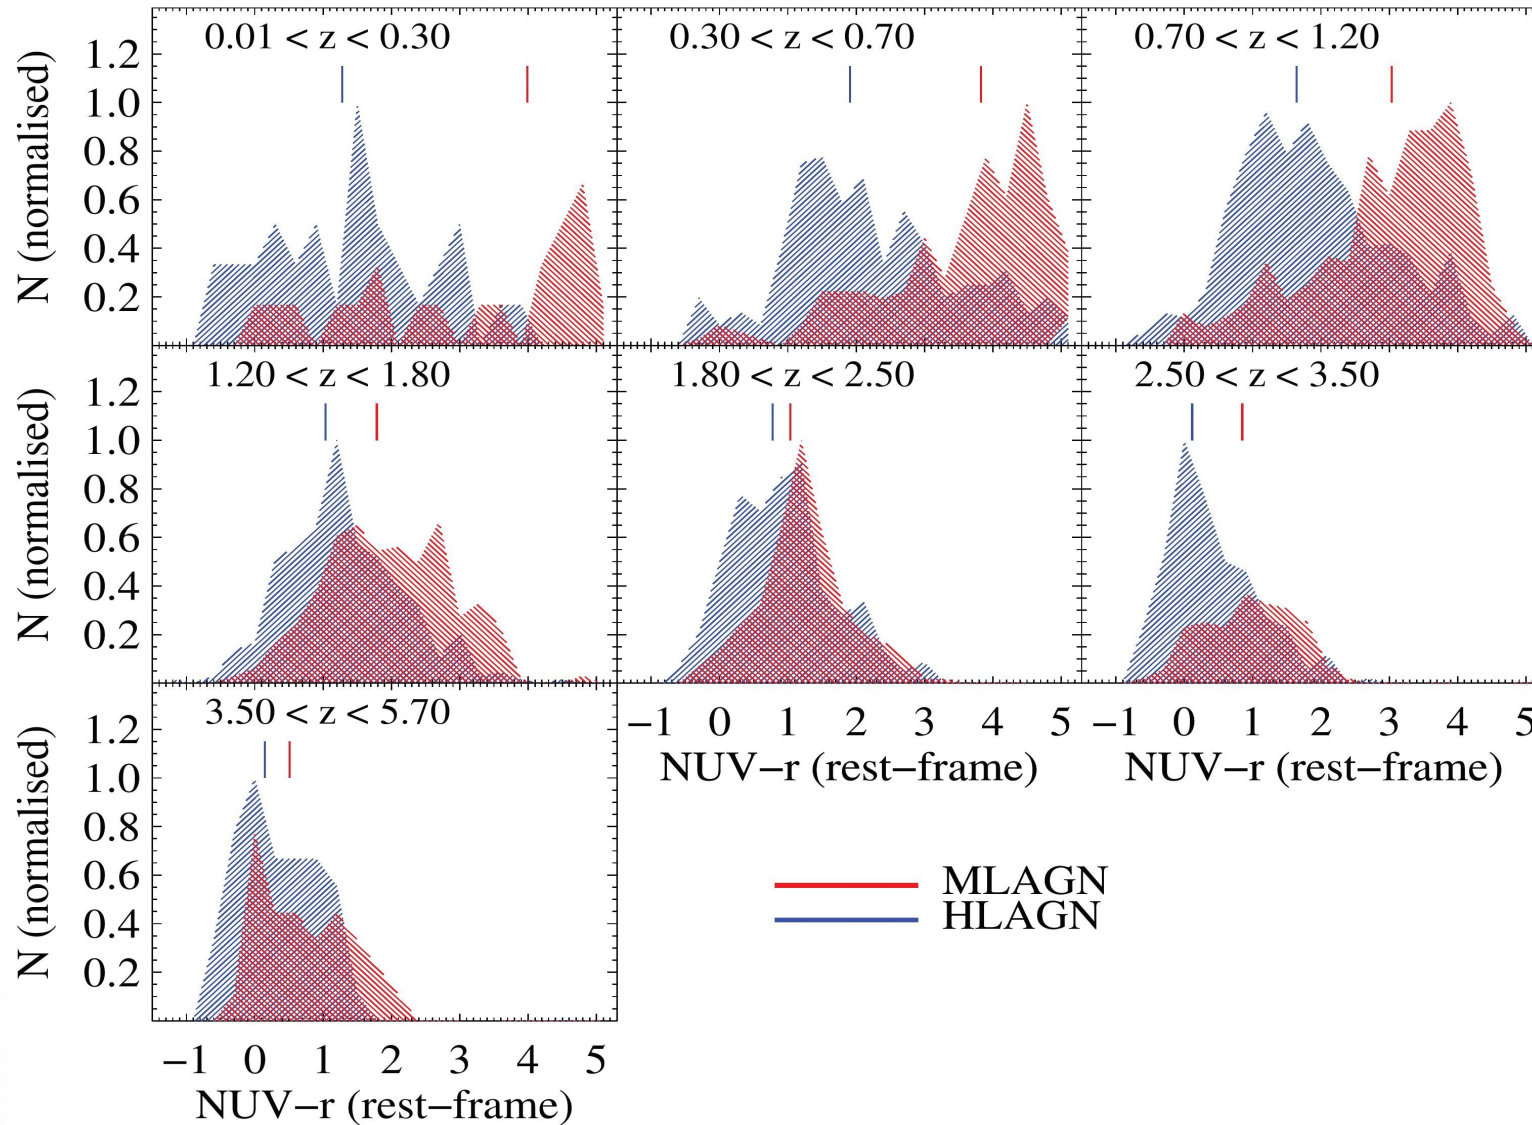 0.01 < z < 0.30
0.30 < z < 0.70
0.70 < z < 1.20
N (normalised)
1.2
1.0
0.8
0.6
0.4
0.2
1.20 < z < 1.80
1.80 < z < 2.50
2.50 < z < 3.50
N (normalised)
1.2
1.0
0.8
0.6
0.4
0.2
3.50 < z < 5.70
N (normalised)
1.2
1.0
0.8
0.6
0.4
0.2
−1 0 1 2 3 4 5
NUV−r (rest−frame)
−1 0 1 2 3 4 5
NUV−r (rest−frame)
MLAGN
HLAGN
−1 0 1 2 3 4 5
NUV−r (rest−frame)